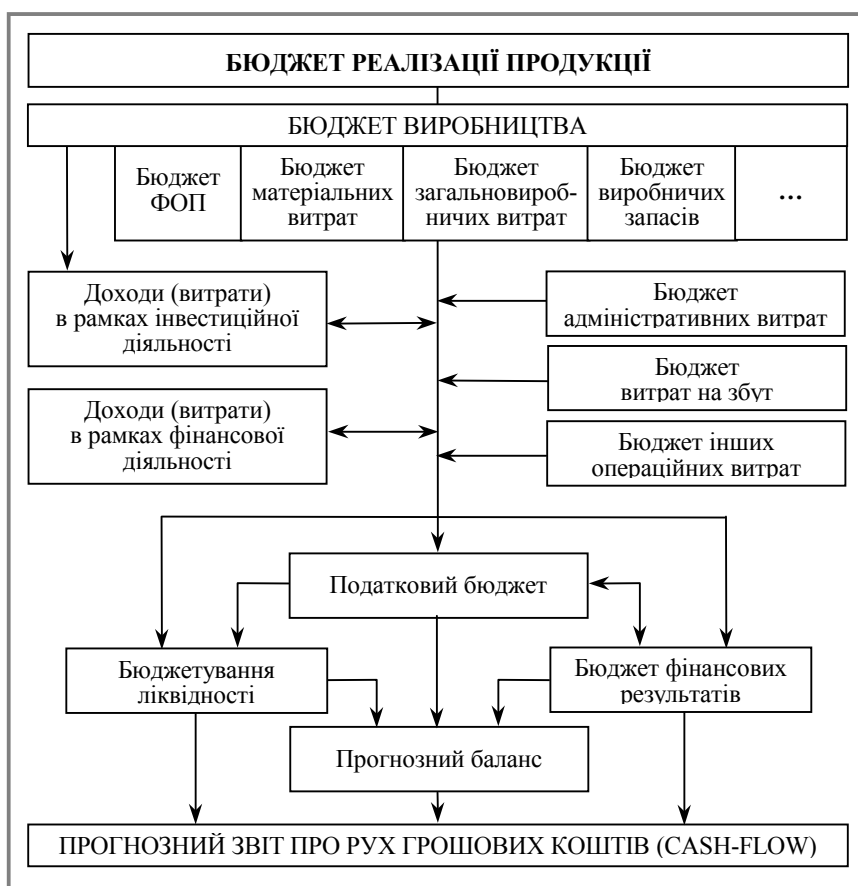 БЮДЖЕТ РЕАЛІЗАЦІЇ ПРОДУКЦІЇ
БЮДЖЕТ ВИРОБНИЦТВА
Бюджет
ФОП
Бюджет
матеріальних
витрат
Бюджет
загальновироб-
ничих витрат
Бюджет
виробничих
запасів
...
Доходи (витрати)
в рамках інвестиційної
діяльності
Бюджет
адміністративних витрат
Бюджет
витрат на збут
Доходи (витрати)
в рамках фінансової
діяльності
Бюджет інших
операційних витрат
Податковий бюджет
Бюджетування
ліквідності
Бюджет фінансових
результатів
Прогнозний баланс
ПРОГНОЗНИЙ ЗВІТ ПРО РУХ ГРОШОВИХ КОШТІВ (CASH-FLOW)